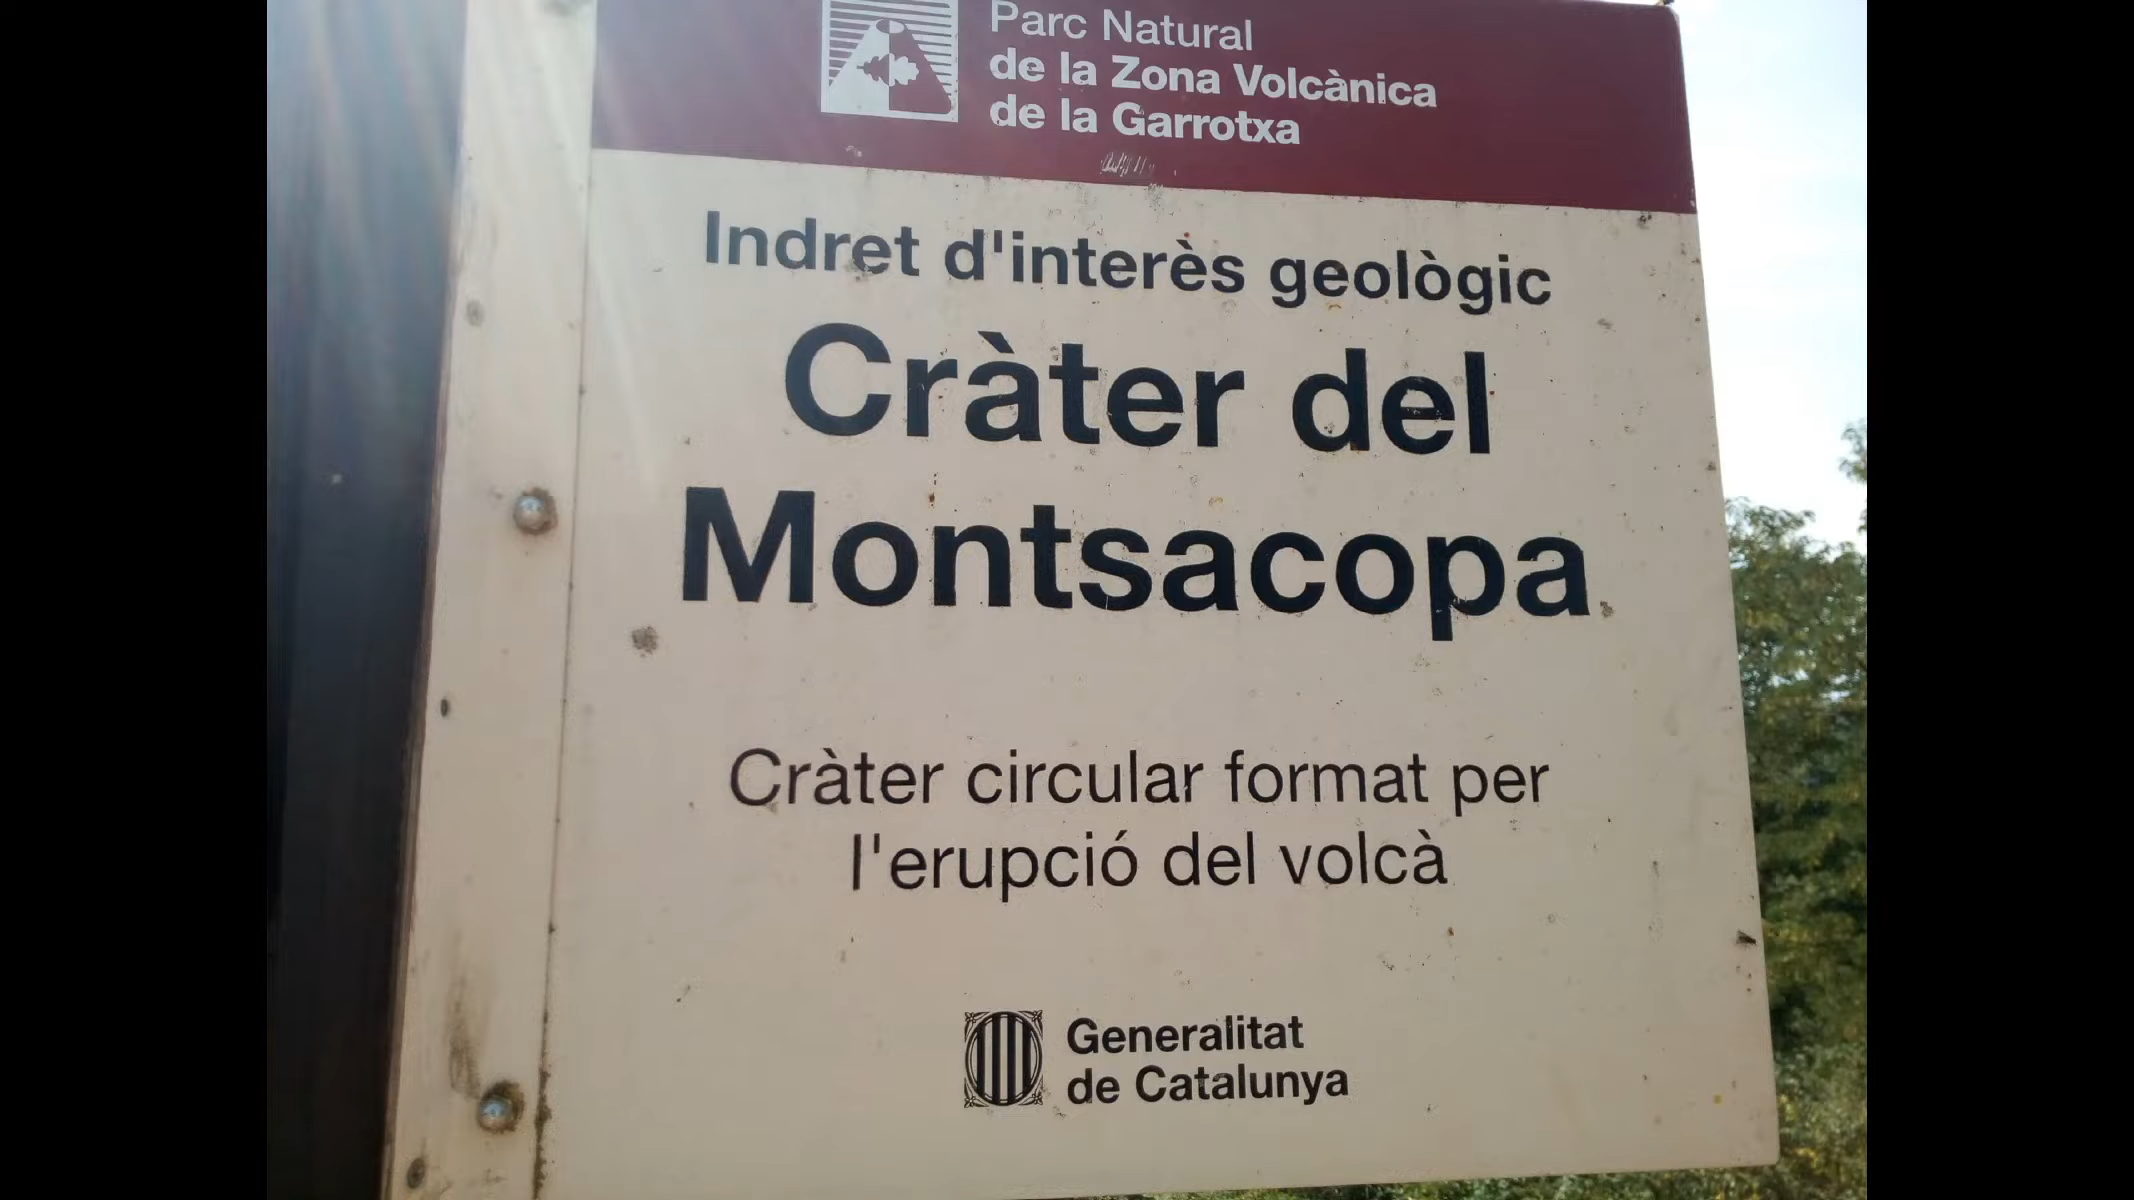 Parc Natural
de la Zona Volcànica
de la Garrotxa
Indret d'interès geològic
Cràter del
Montsacopa
Cràter circular format per
l'erupció del volcà
Generalitat
de Catalunya